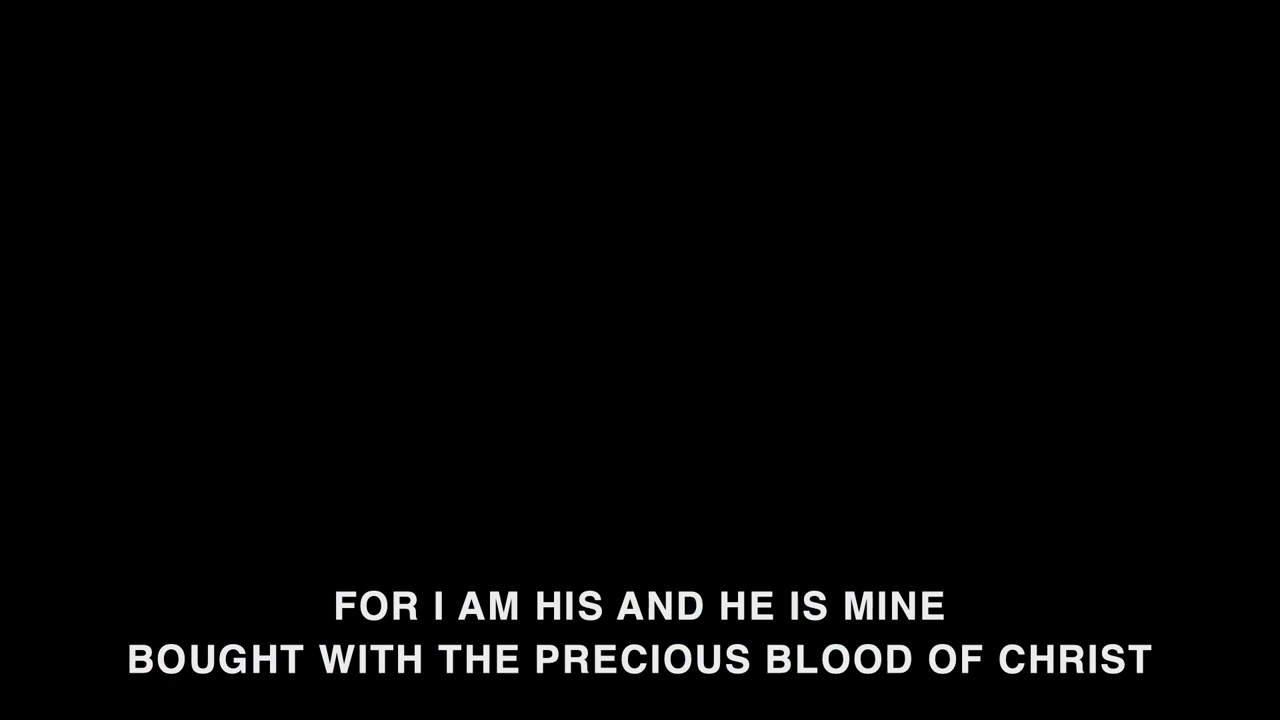 FOR I AM HIS AND HE IS MINE
BOUGHT WITH THE PRECIOUS BLOOD OF CHRIST